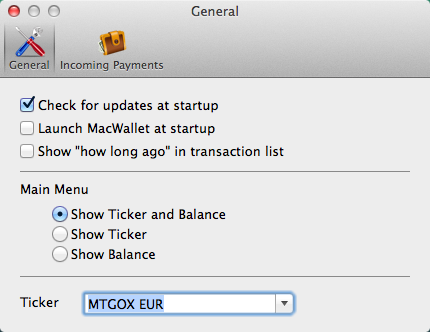 General
General Incoming Payments
Check for updates at startup
Launch MacWallet at startup
Show "how long ago" in transaction list
Main Menu
Show Ticker and Balance
Show Ticker
Show Balance
Ticker MTGOX EUR